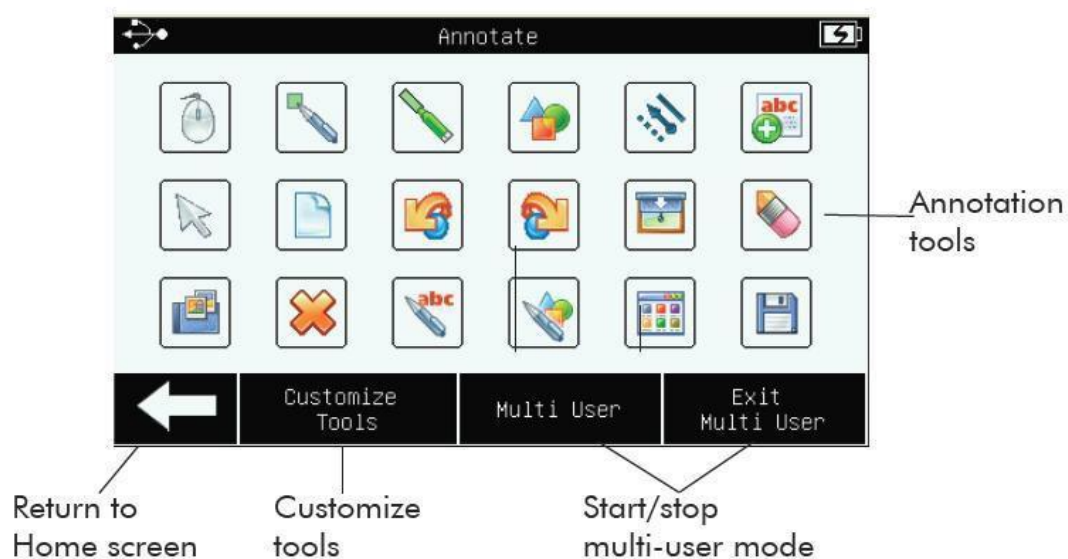 Annotate
abc
Annotation
tools
abc
Customize
Tools
Multi User
Exit
Multi User
Return to
Home screen
Customize
tools
Start/stop
multi-user mode